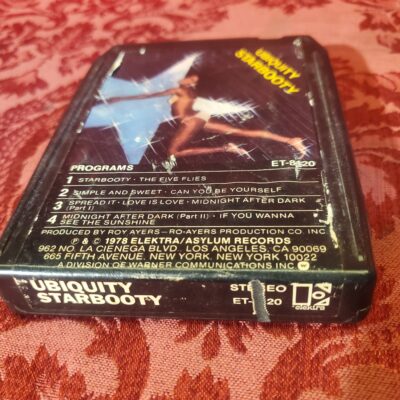 UBIQUITY
STARBOOTY
PROGRAMS
ET-6120
1 STARBOOTY · THE FIVE FLIES
2 SIMPLE AND SWEET · CAN YOU BE YOURSELF
3 SPREAD IT · LOVE IS LOVE · MIDNIGHT AFTER DARK
(Part I)
4 MIDNIGHT AFTER DARK (Part II) · IF YOU WANNA
SEE THE SUNSHINE
PRODUCED BY ROY AYERS—RO-AYERS PRODUCTION CO. INC
℗ & © 1978 ELEKTRA/ASYLUM RECORDS
962 NO. LA CIENEGA BLVD., LOS ANGELES, CA 90069
665 FIFTH AVENUE, NEW YORK, NEW YORK 10022
A DIVISION OF WARNER COMMUNICATIONS INC.
UBIQUITY
STARBOOTY
STEREO
elektra